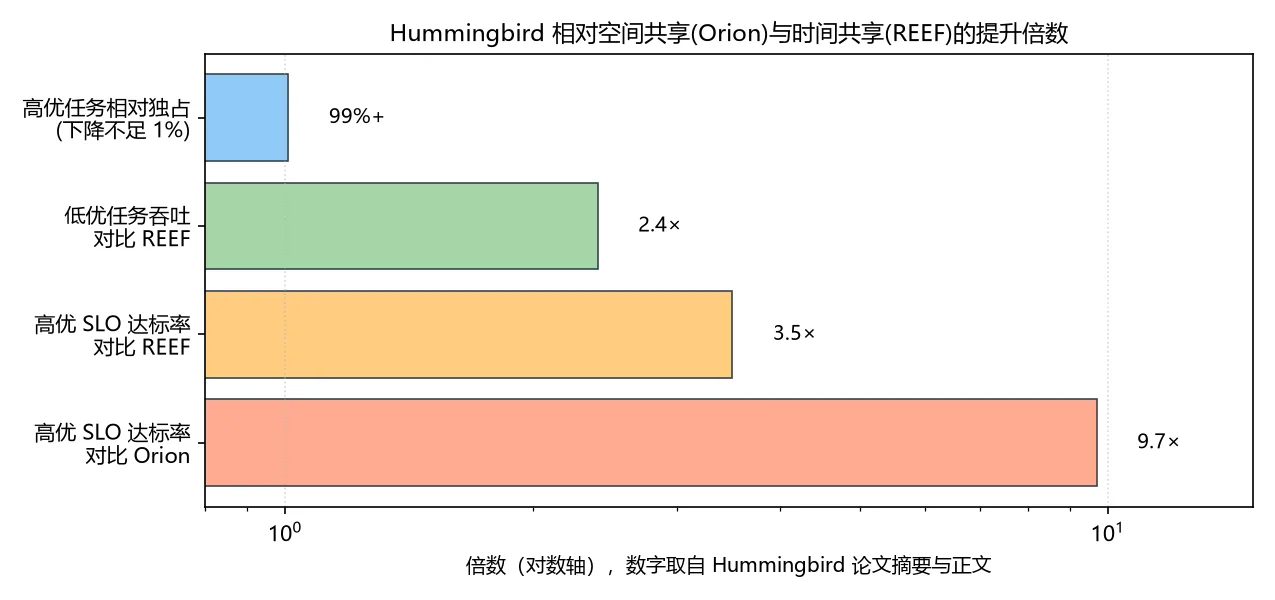 Hummingbird 相对空间共享(Orion)与时间共享(REEF)的提升倍数
高优任务相对独占
(下降不足 1%)
99%+
低优任务吞吐
对比 REEF
2.4×
高优 SLO 达标率
对比 REEF
3.5×
高优 SLO 达标率
对比 Orion
9.7×
10⁰
10¹
倍数（对数轴），数字取自 Hummingbird 论文摘要与正文